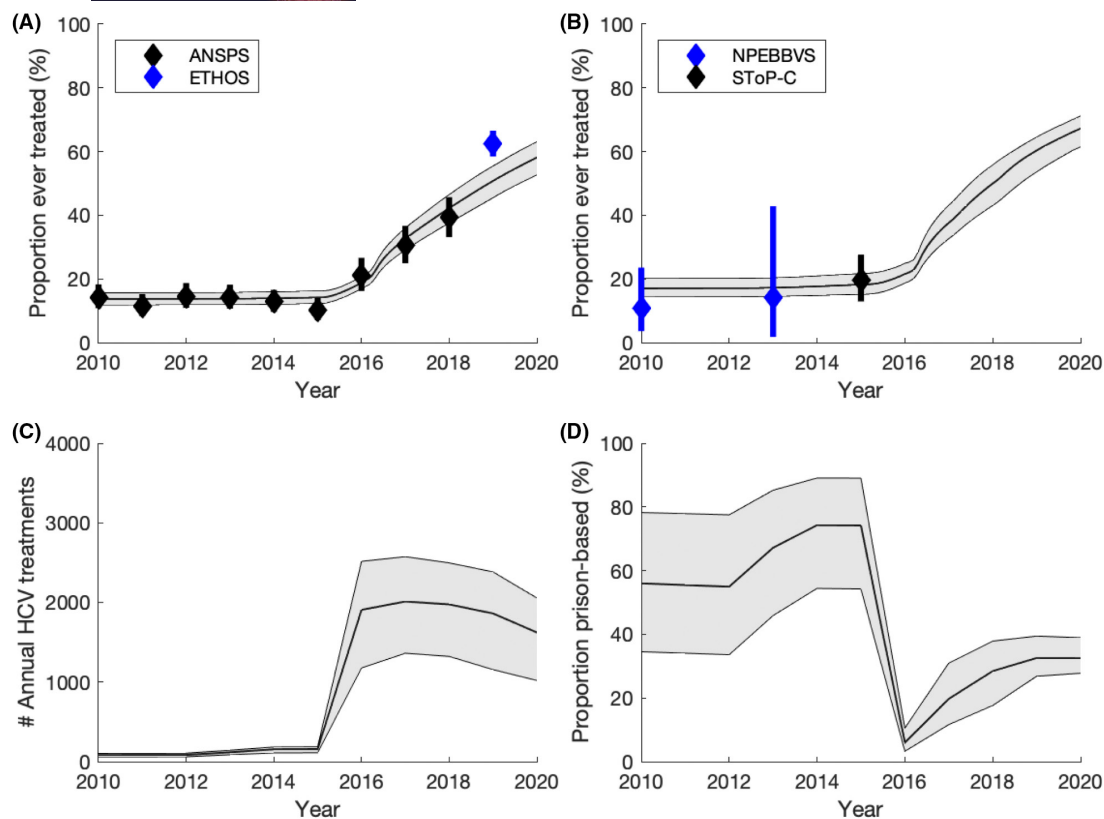 (A)
100
80
60
40
20
0
Proportion ever treated (%)
ANSPS
ETHOS
2010 2012 2014 2016 2018 2020
Year
(B)
100
80
60
40
20
0
Proportion ever treated (%)
NPEBBVS
SToP-C
2010 2012 2014 2016 2018 2020
Year
(C)
4000
3000
2000
1000
0
# Annual HCV treatments
2010 2012 2014 2016 2018 2020
Year
(D)
100
80
60
40
20
0
Proportion prison-based (%)
2010 2012 2014 2016 2018 2020
Year